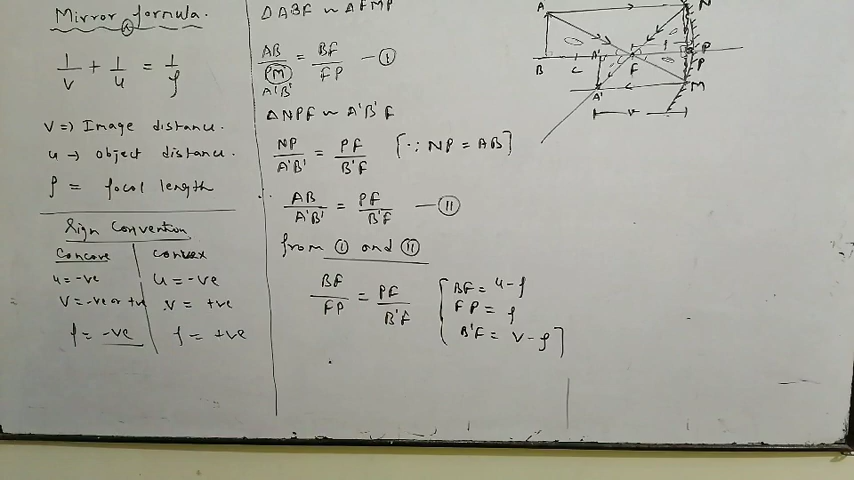 Mirror formula.
1/v + 1/u = 1/f
v => Image distance.
u → object distance.
f = focal length
Sign Convention
Concave | convex
u = -ve | u = -ve
v = -ve or +ve | v = +ve
f = -ve | f = +ve
ΔABF ~ ΔFMP
AB/PM = BF/FP — I
A'B'
ΔNPF ~ A'B'F
NP/A'B' = PF/B'F [∵ NP = AB]
∴ AB/A'B' = PF/B'F — II
from I and II
BF/FP = PF/B'F
[BF = u-f
FP = f
B'F = v-f]
A N
B C A' F P
P
A' M
v